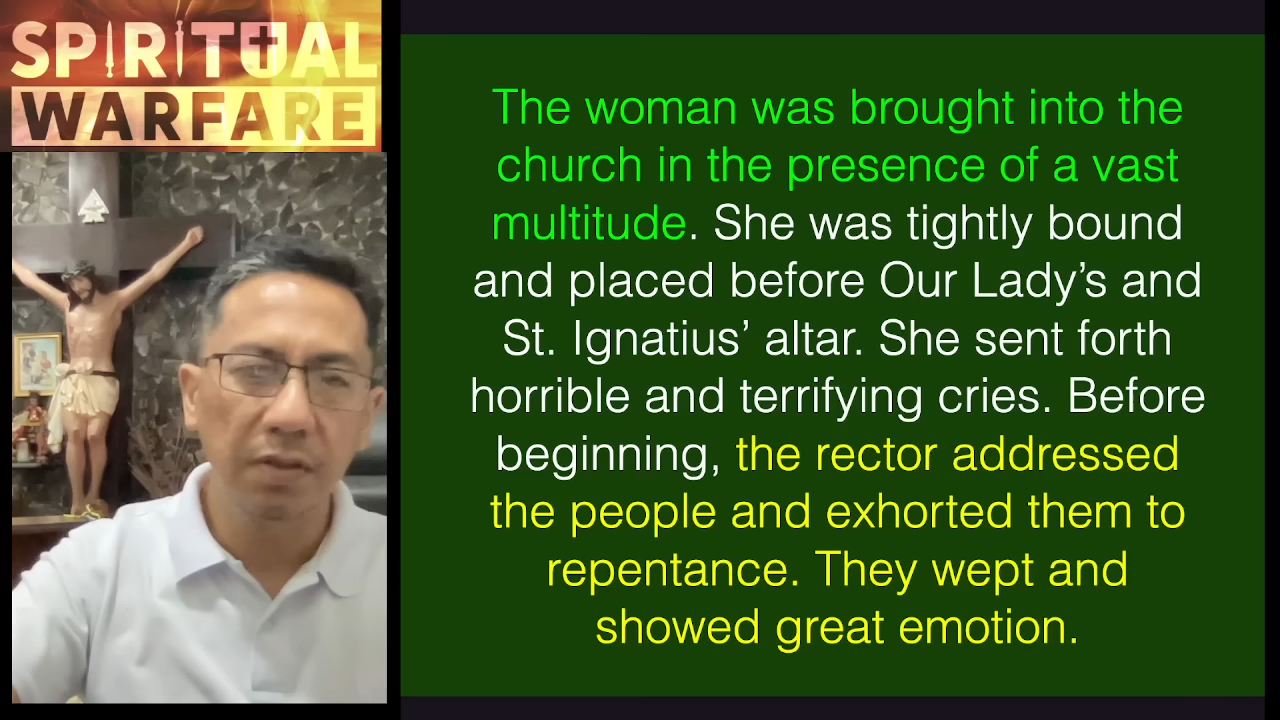 SPIRITUAL
WARFARE
The woman was brought into the
church in the presence of a vast
multitude. She was tightly bound
and placed before Our Lady’s and
St. Ignatius’ altar. She sent forth
horrible and terrifying cries. Before
beginning, the rector addressed
the people and exhorted them to
repentance. They wept and
showed great emotion.